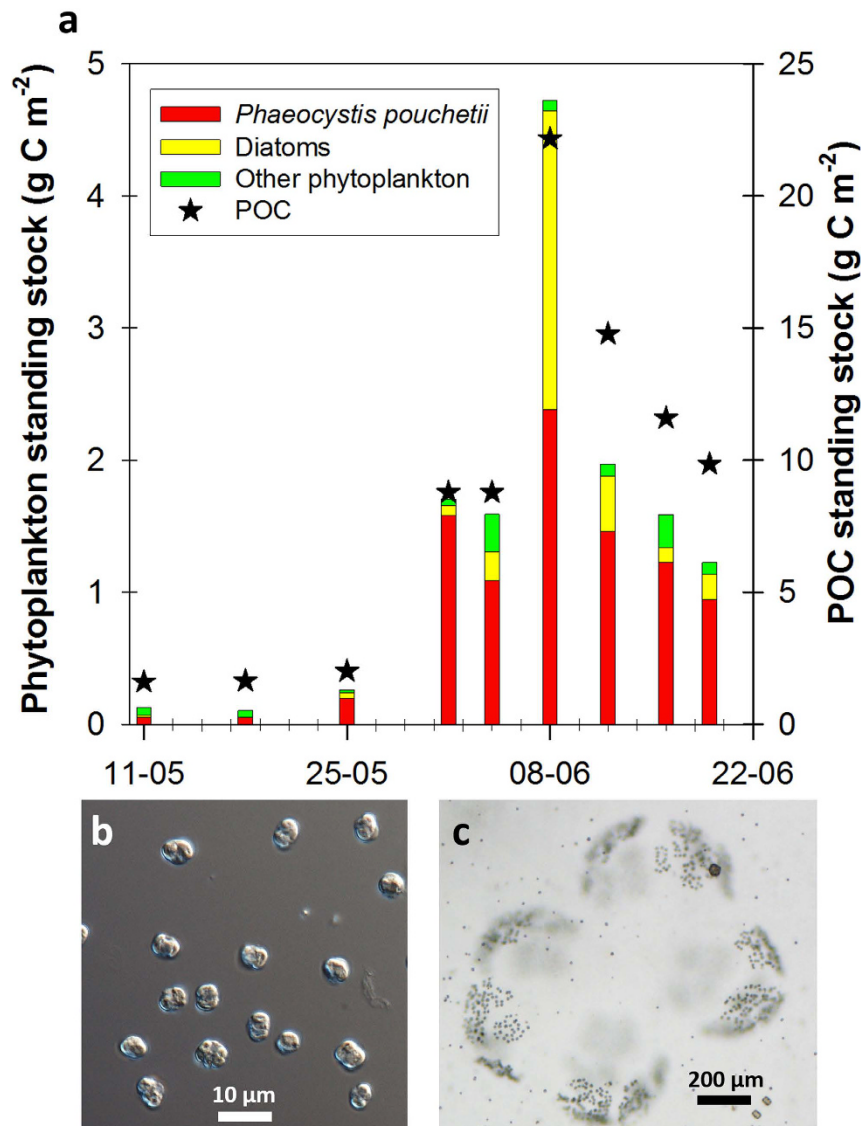 a
Phytoplankton standing stock (g C m⁻²)
5
4
3
2
1
0
Phaeocystis pouchetii
Diatoms
Other phytoplankton
POC
25
20
15
10
5
0
POC standing stock (g C m⁻²)
11-05
25-05
08-06
22-06
b
10 µm
c
200 µm